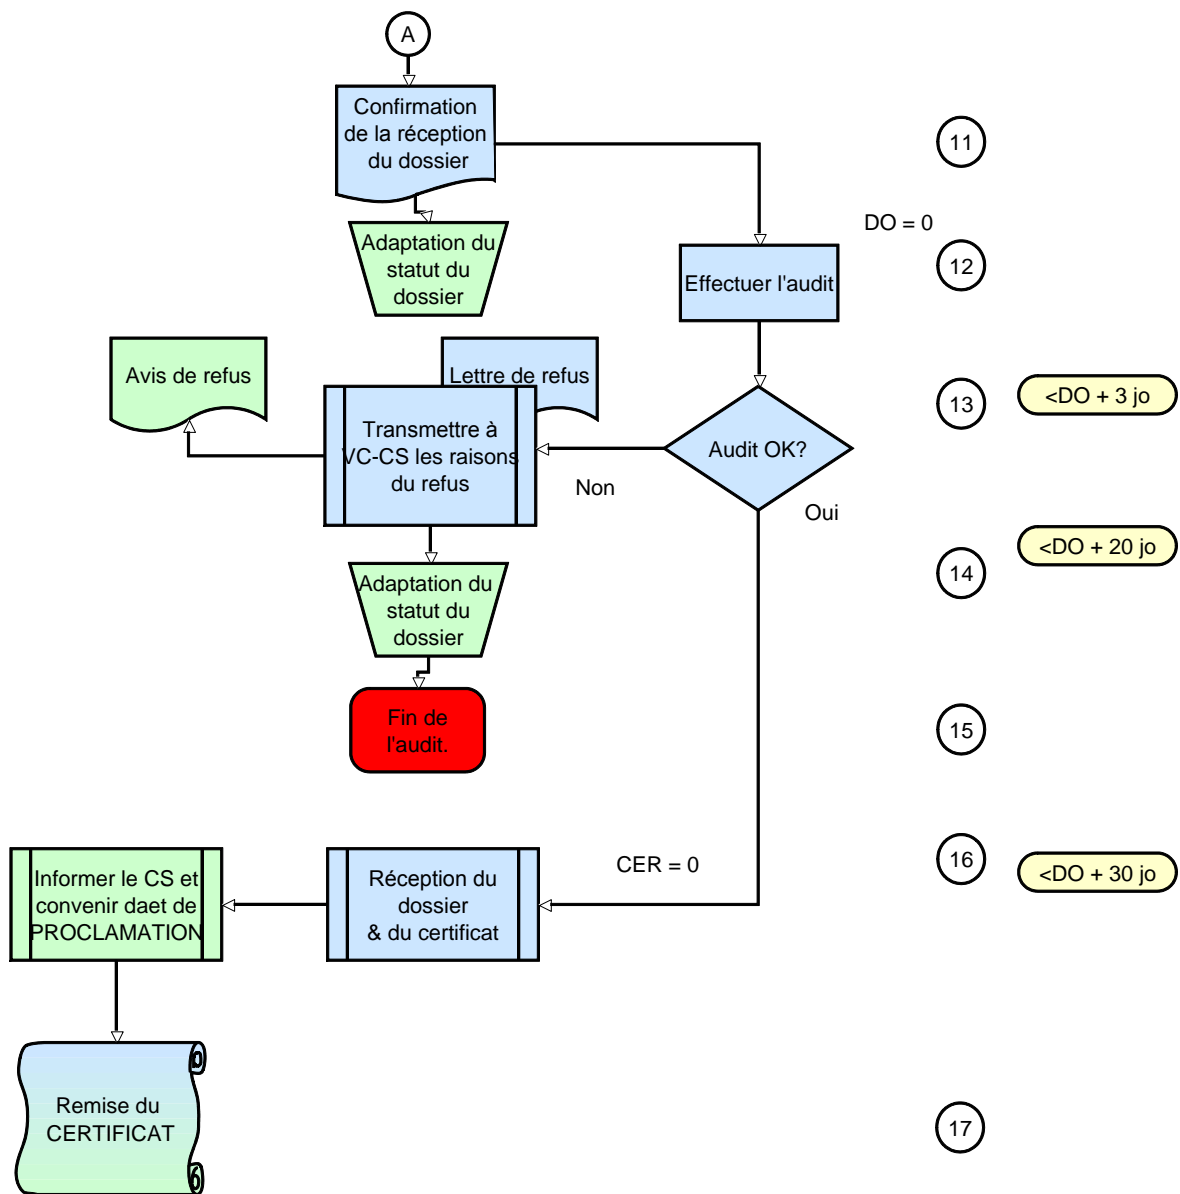 A
Confirmation
de la réception
du dossier
11
DO = 0
Adaptation du
statut du
dossier
Effectuer l'audit
12
Avis de refus
Lettre de refus
13
<DO + 3 jo
Transmettre à
VC-CS les raisons
du refus
Audit OK?
Non
Oui
<DO + 20 jo
14
Adaptation du
statut du
dossier
Fin de
l'audit.
15
16
<DO + 30 jo
CER = 0
Informer le CS et
convenir daet de
PROCLAMATION
Réception du
dossier
& du certificat
Remise du
CERTIFICAT
17